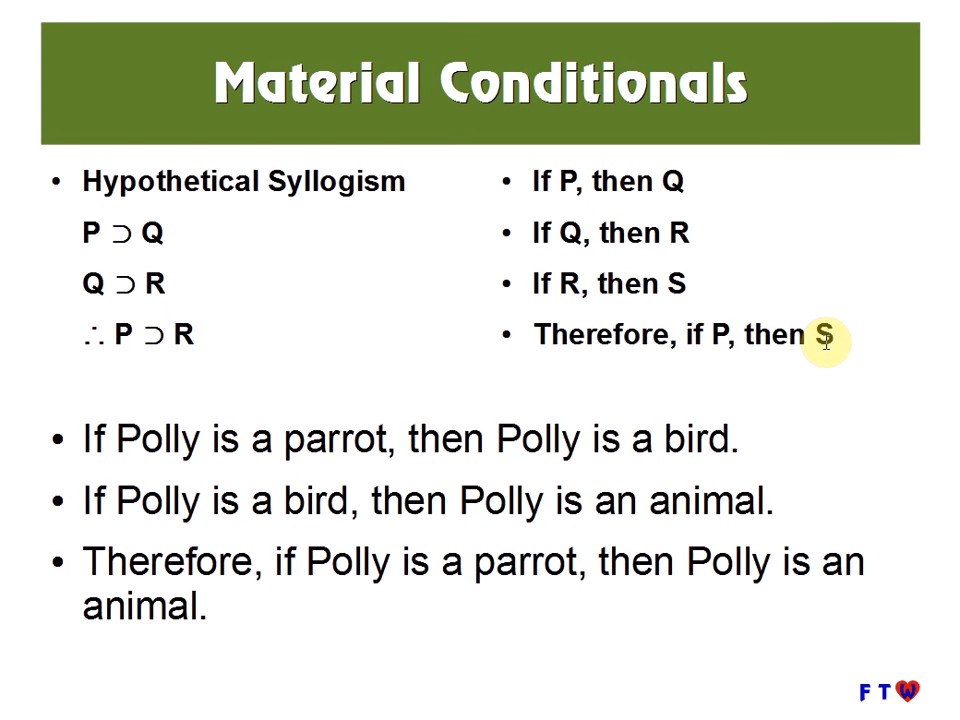 Material Conditionals
• Hypothetical Syllogism
P ⊃ Q
Q ⊃ R
∴ P ⊃ R
• If P, then Q
• If Q, then R
• If R, then S
• Therefore, if P, then S
• If Polly is a parrot, then Polly is a bird.
• If Polly is a bird, then Polly is an animal.
• Therefore, if Polly is a parrot, then Polly is an
animal.
F T W